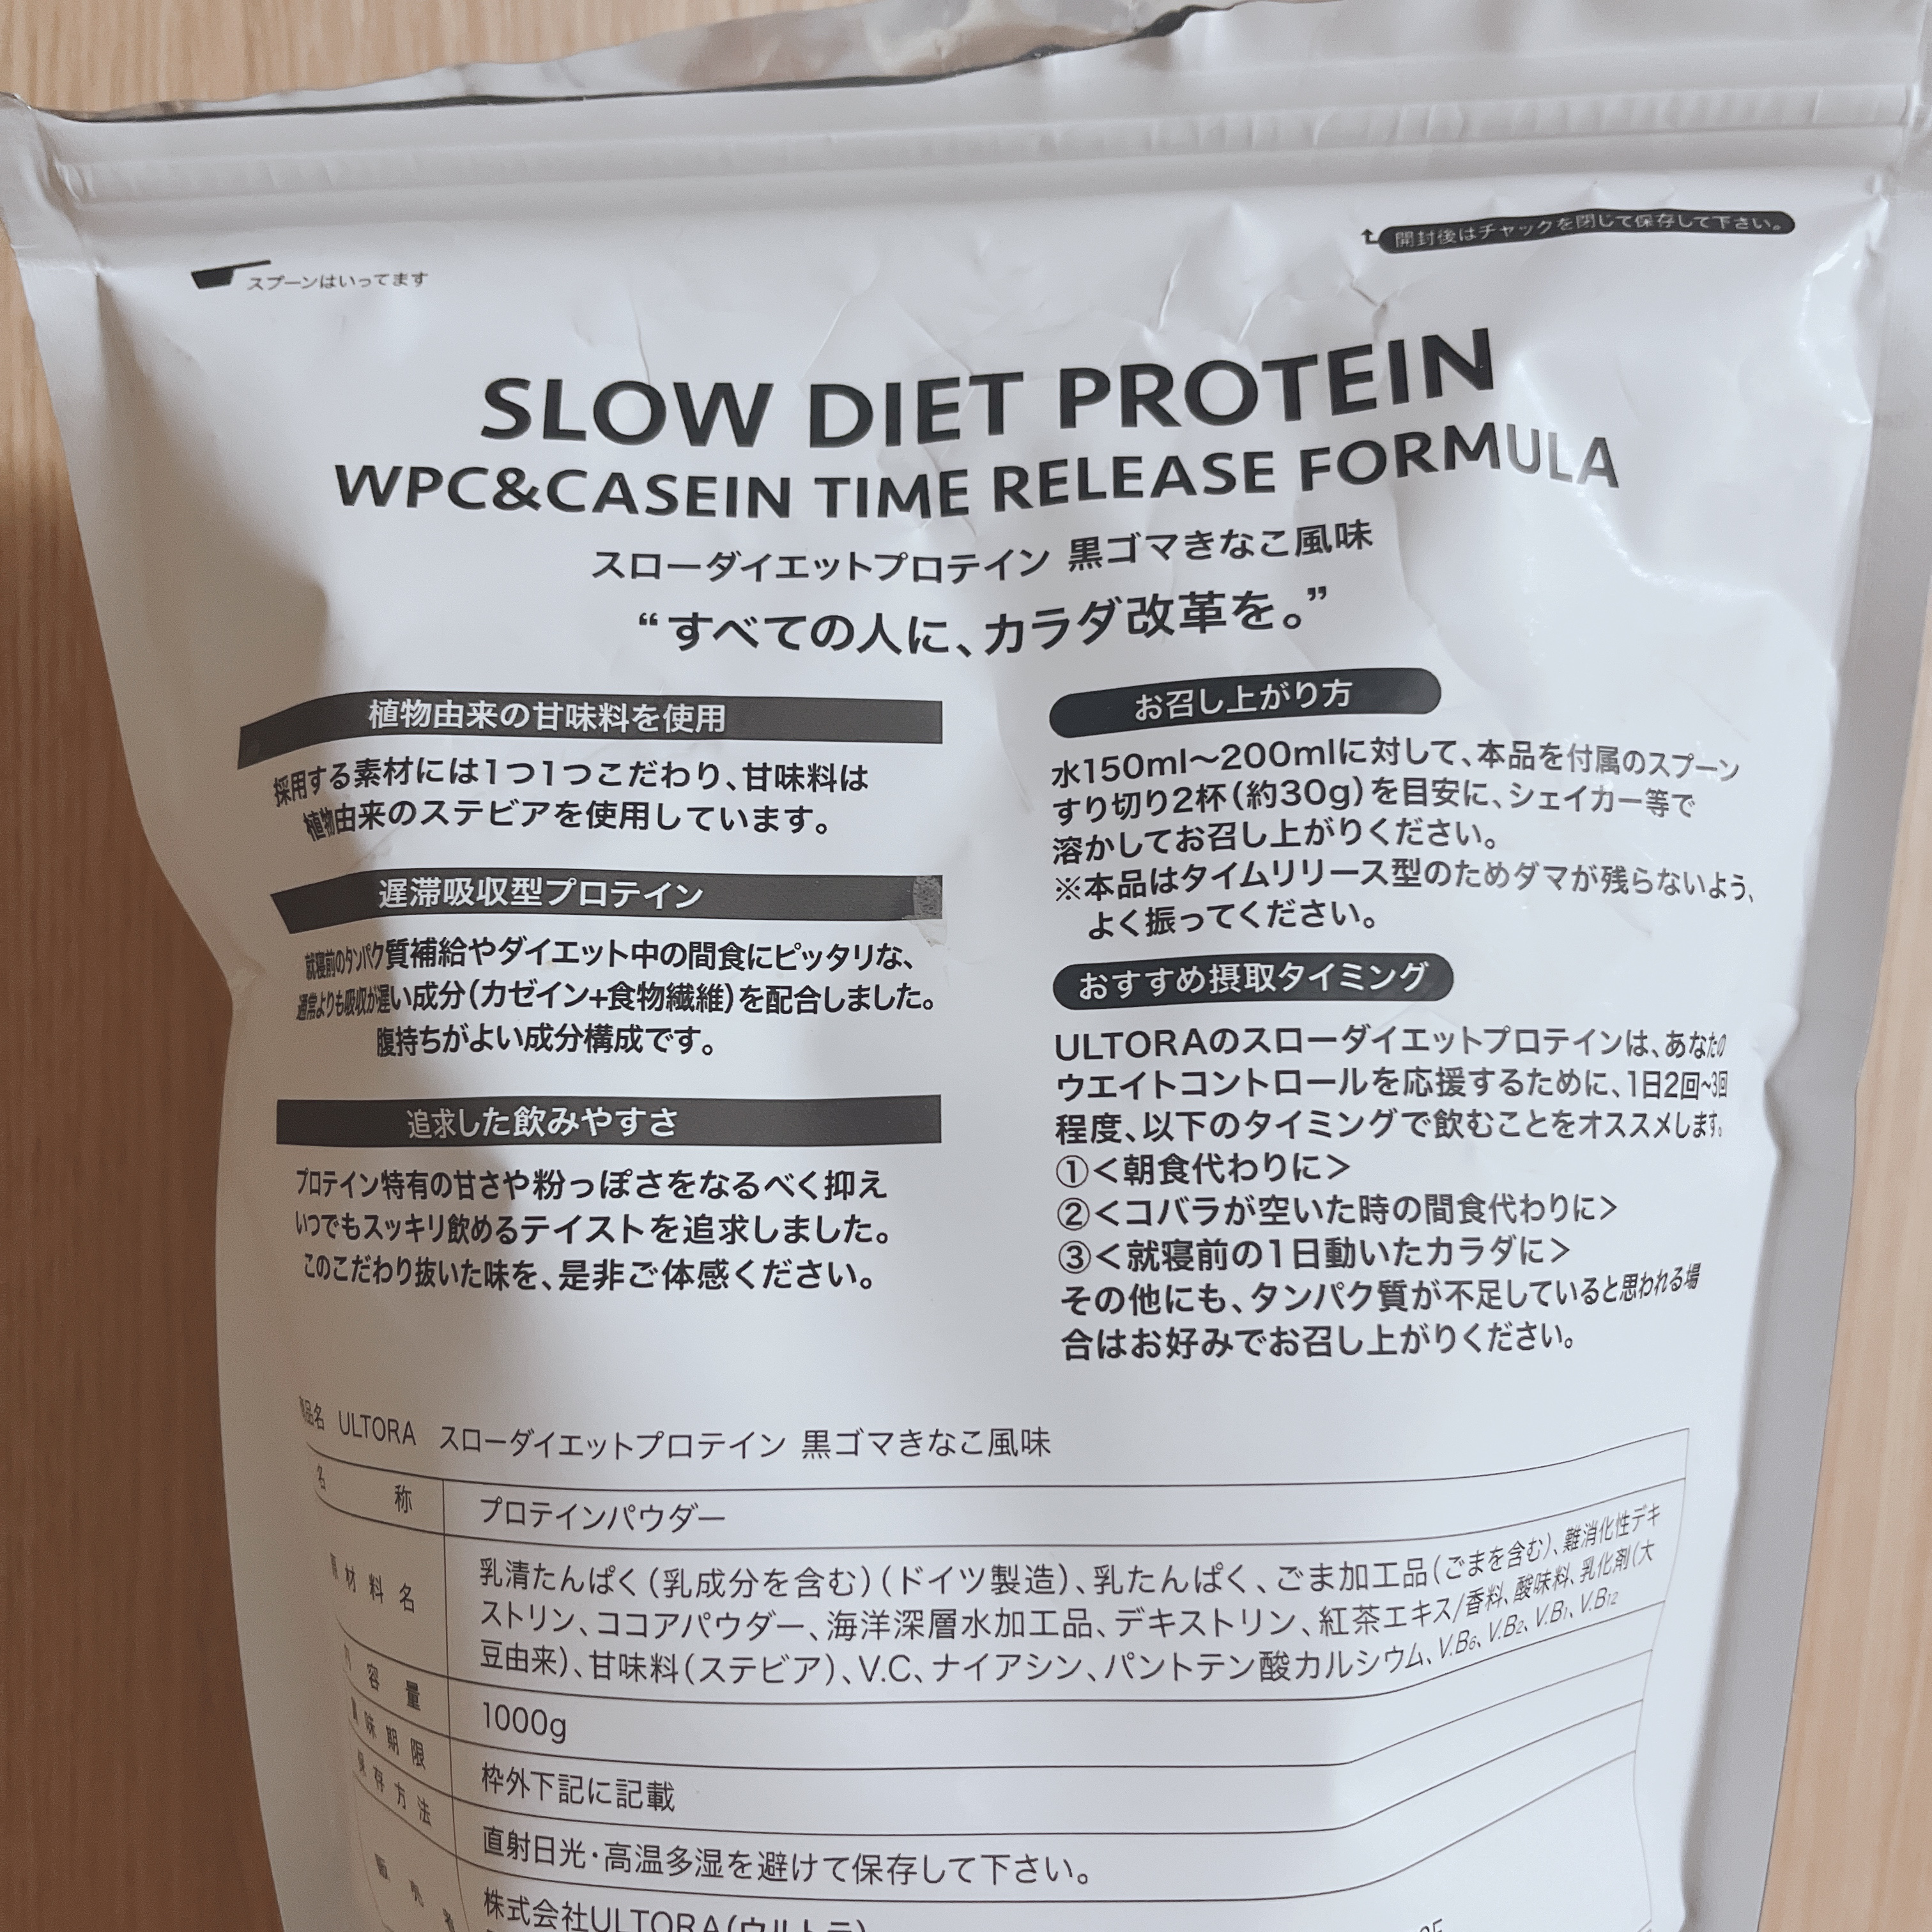 開封後はチャックを閉じて保存して下さい。
スプーンはいってます
SLOW DIET PROTEIN
WPC&CASEIN TIME RELEASE FORMULA
スローダイエットプロテイン 黒ゴマきなこ風味
“すべての人に、カラダ改革を。”
植物由来の甘味料を使用
採用する素材には1つ1つこだわり、甘味料は
植物由来のステビアを使用しています。
遅滞吸収型プロテイン
就寝前のタンパク質補給やダイエット中の間食にピッタリな、
通常よりも吸収が遅い成分(カゼイン+食物繊維)を配合しました。
腹持ちがよい成分構成です。
追求した飲みやすさ
プロテイン特有の甘さや粉っぽさをなるべく抑え
いつでもスッキリ飲めるテイストを追求しました。
このこだわり抜いた味を、是非ご体感ください。
お召し上がり方
水150ml〜200mlに対して、本品を付属のスプーン
すり切り2杯(約30g)を目安に、シェイカー等で
溶かしてお召し上がりください。
※本品はタイムリリース型のためダマが残らないよう、
よく振ってください。
おすすめ摂取タイミング
ULTORAのスローダイエットプロテインは、あなたの
ウエイトコントロールを応援するために、1日2回~3回
程度、以下のタイミングで飲むことをオススメします。
①<朝食代わりに>
②<コバラが空いた時の間食代わりに>
③<就寝前の1日動いたカラダに>
その他にも、タンパク質が不足していると思われる場
合はお好みでお召し上がりください。
商品名 ULTORA スローダイエットプロテイン 黒ゴマきなこ風味
名称 プロテインパウダー
原材料名 乳清たんぱく(乳成分を含む)(ドイツ製造)、乳たんぱく、ごま加工品(ごまを含む)、難消化性デキ
ストリン、ココアパウダー、海洋深層水加工品、デキストリン、紅茶エキス/香料、酸味料、乳化剤(大
豆由来)、甘味料(ステビア)、V.C、ナイアシン、パントテン酸カルシウム、V.B6、V.B2、V.B1、V.B12
内容量 1000g
賞味期限 枠外下記に記載
保存方法 直射日光・高温多湿を避けて保存して下さい。
販売者 株式会社ULTORA(ウルトラ)